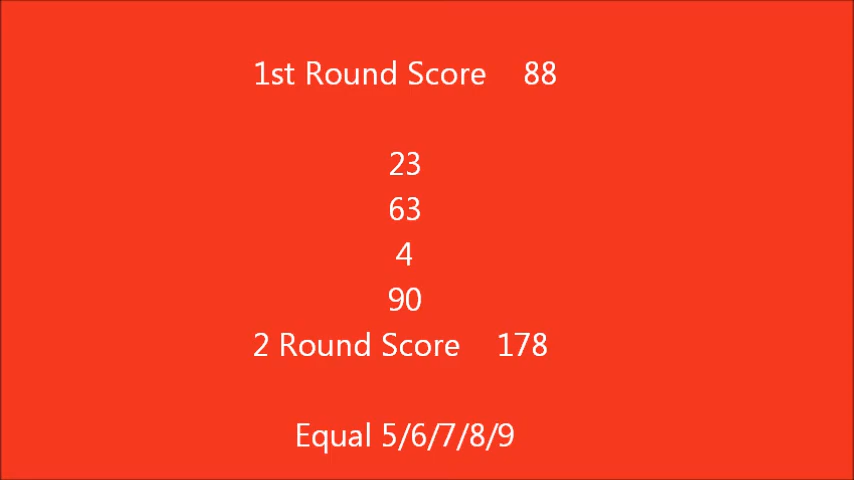 1st Round Score 88
23
63
4
90
2 Round Score 178
Equal 5/6/7/8/9